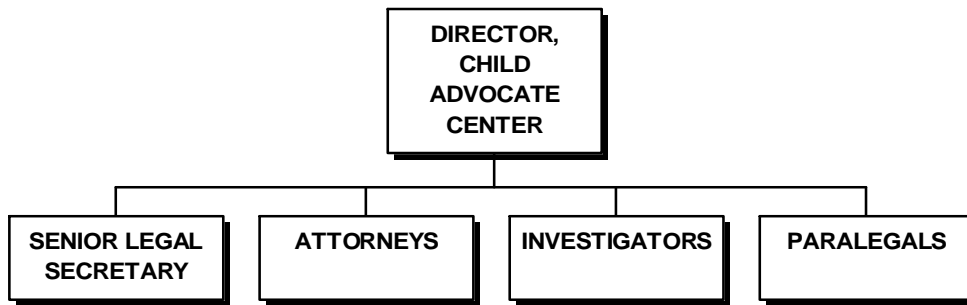 DIRECTOR,
CHILD
ADVOCATE
CENTER
SENIOR LEGAL
SECRETARY
ATTORNEYS
INVESTIGATORS
PARALEGALS